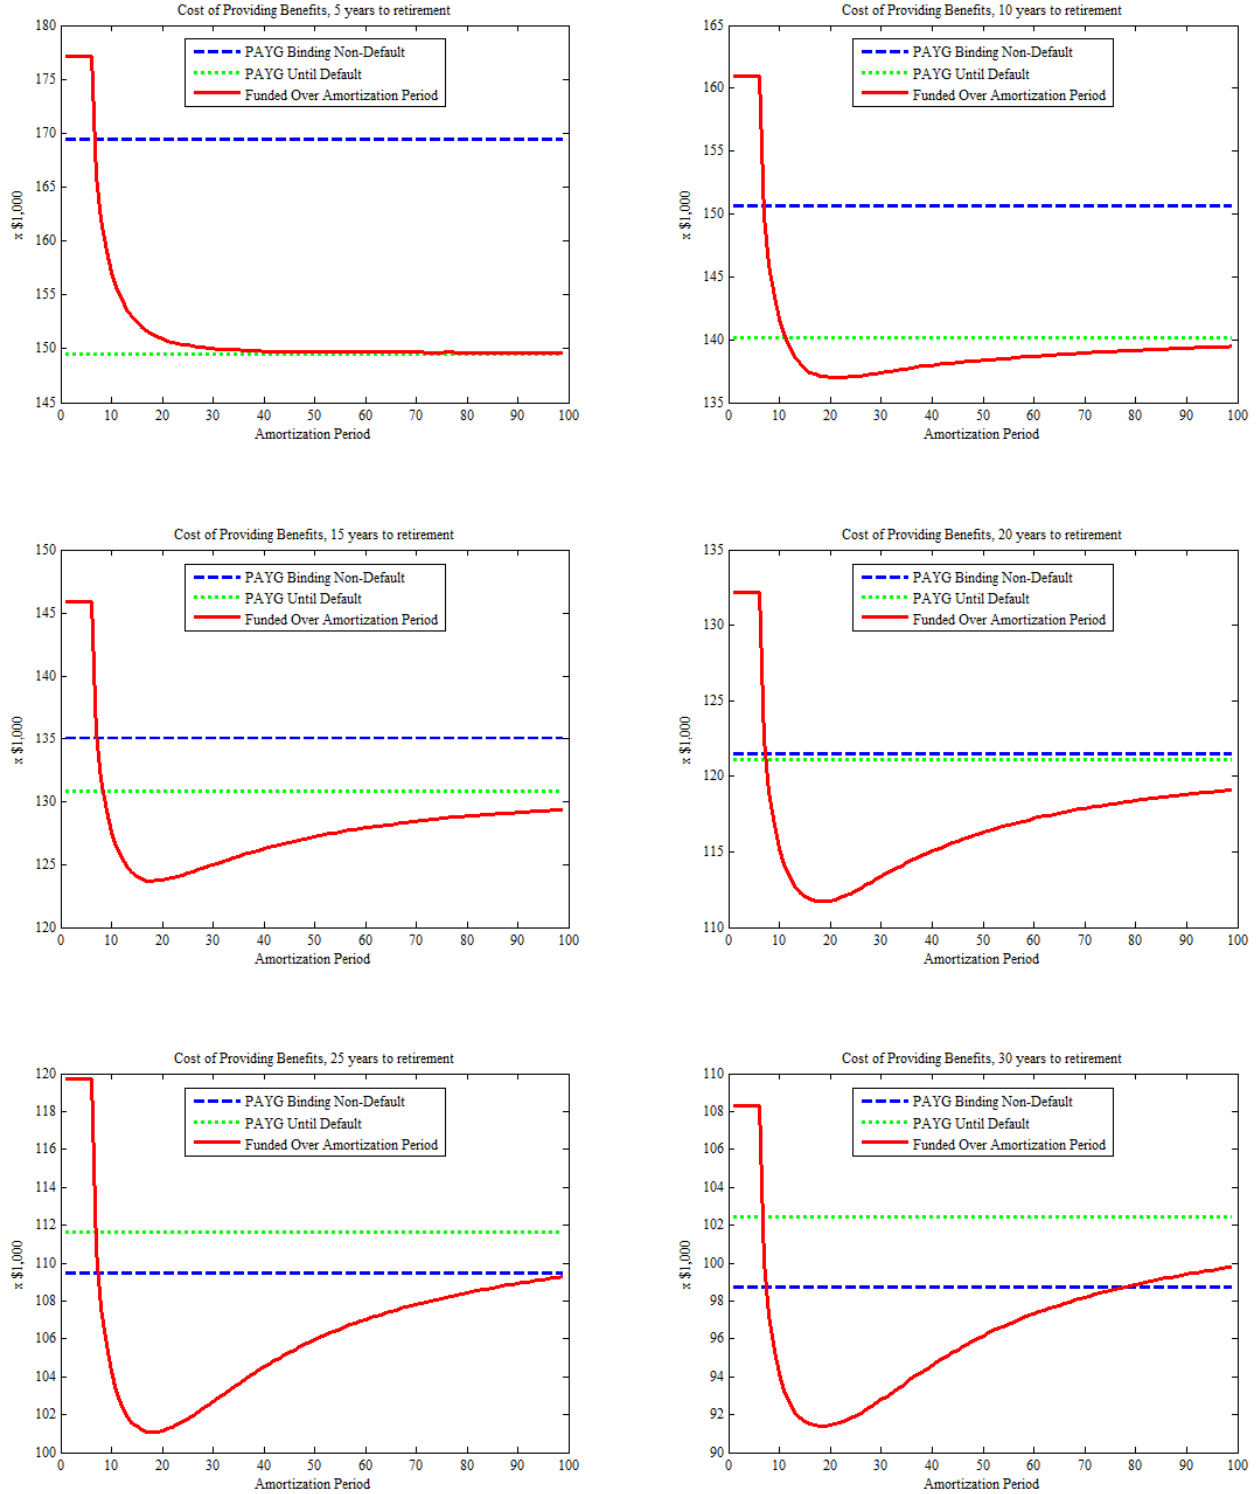 Cost of Providing Benefits, 5 years to retirement
180
175
170
165
160
155
150
145
x $1,000
PAYG Binding Non-Default
PAYG Until Default
Funded Over Amortization Period
0 10 20 30 40 50 60 70 80 90 100
Amortization Period
Cost of Providing Benefits, 10 years to retirement
165
160
155
150
145
140
135
x $1,000
PAYG Binding Non-Default
PAYG Until Default
Funded Over Amortization Period
0 10 20 30 40 50 60 70 80 90 100
Amortization Period
Cost of Providing Benefits, 15 years to retirement
150
145
140
135
130
125
120
x $1,000
PAYG Binding Non-Default
PAYG Until Default
Funded Over Amortization Period
0 10 20 30 40 50 60 70 80 90 100
Amortization Period
Cost of Providing Benefits, 20 years to retirement
135
130
125
120
115
110
x $1,000
PAYG Binding Non-Default
PAYG Until Default
Funded Over Amortization Period
0 10 20 30 40 50 60 70 80 90 100
Amortization Period
Cost of Providing Benefits, 25 years to retirement
120
118
116
114
112
110
108
106
104
102
100
x $1,000
PAYG Binding Non-Default
PAYG Until Default
Funded Over Amortization Period
0 10 20 30 40 50 60 70 80 90 100
Amortization Period
Cost of Providing Benefits, 30 years to retirement
110
108
106
104
102
100
98
96
94
92
90
x $1,000
PAYG Binding Non-Default
PAYG Until Default
Funded Over Amortization Period
0 10 20 30 40 50 60 70 80 90 100
Amortization Period